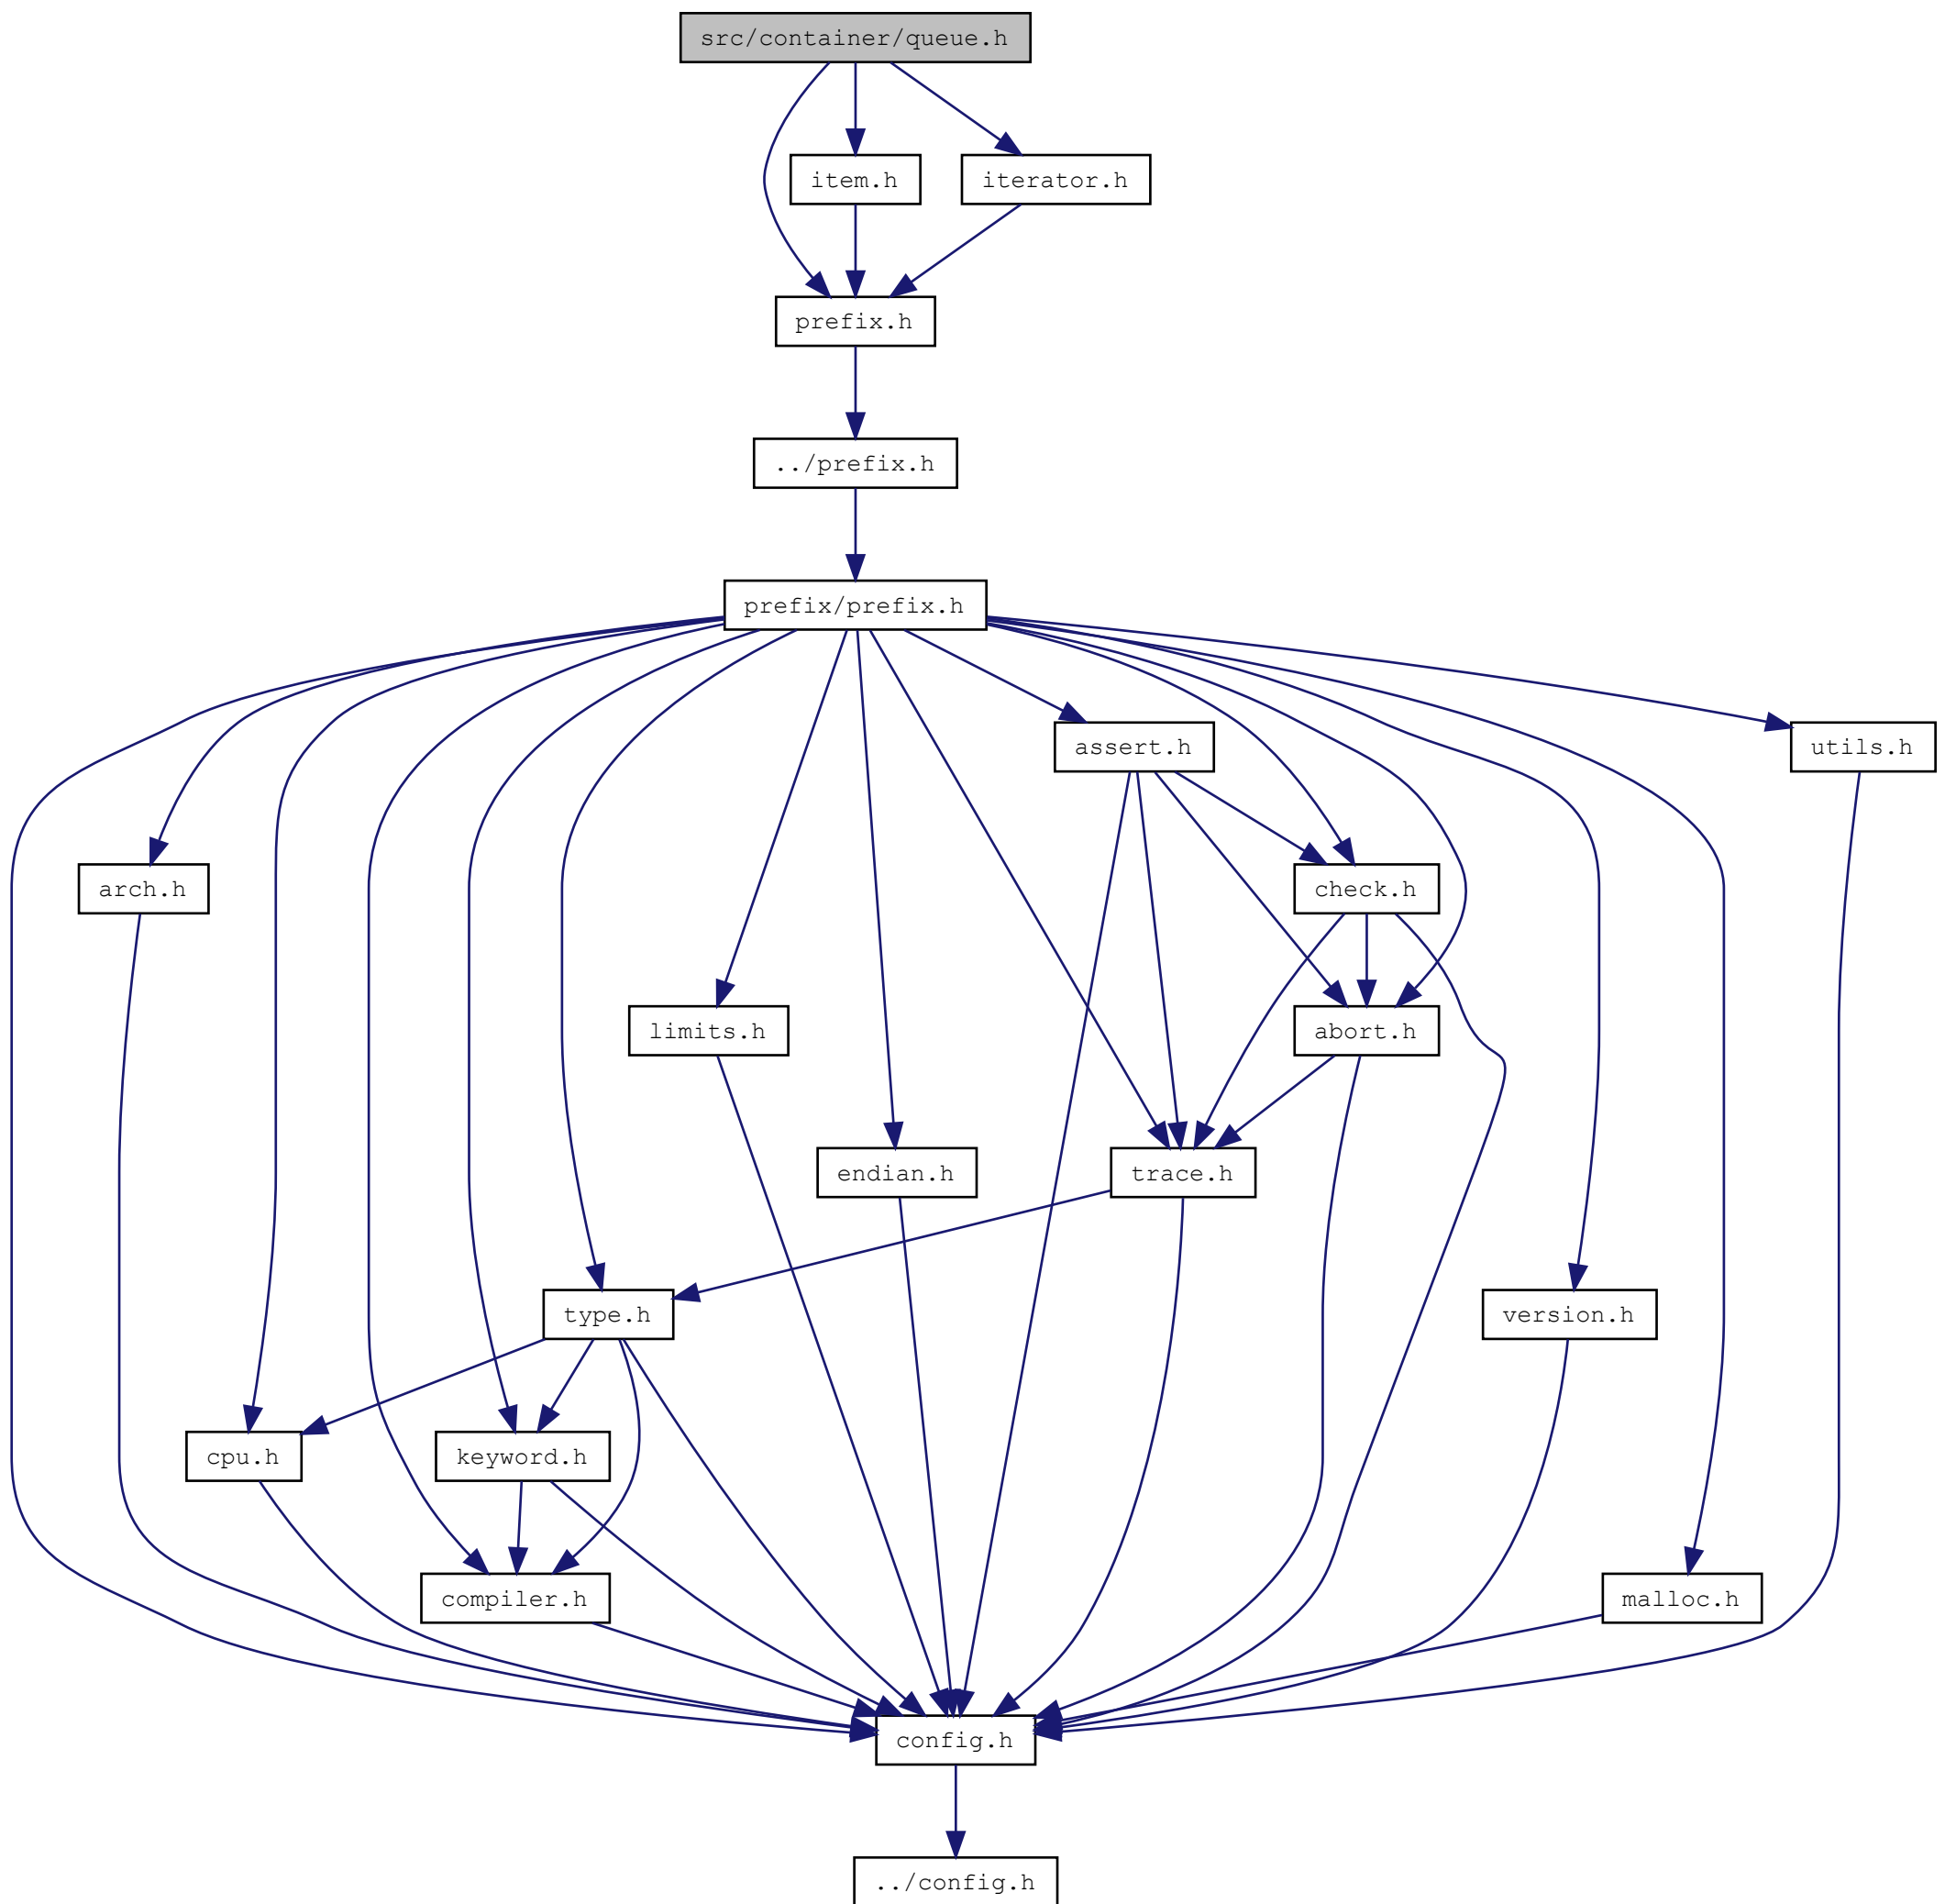 src/container/queue.h
item.h
iterator.h
prefix.h
../prefix.h
prefix/prefix.h
assert.h
utils.h
arch.h
check.h
limits.h
abort.h
endian.h
trace.h
type.h
version.h
cpu.h
keyword.h
compiler.h
malloc.h
config.h
../config.h